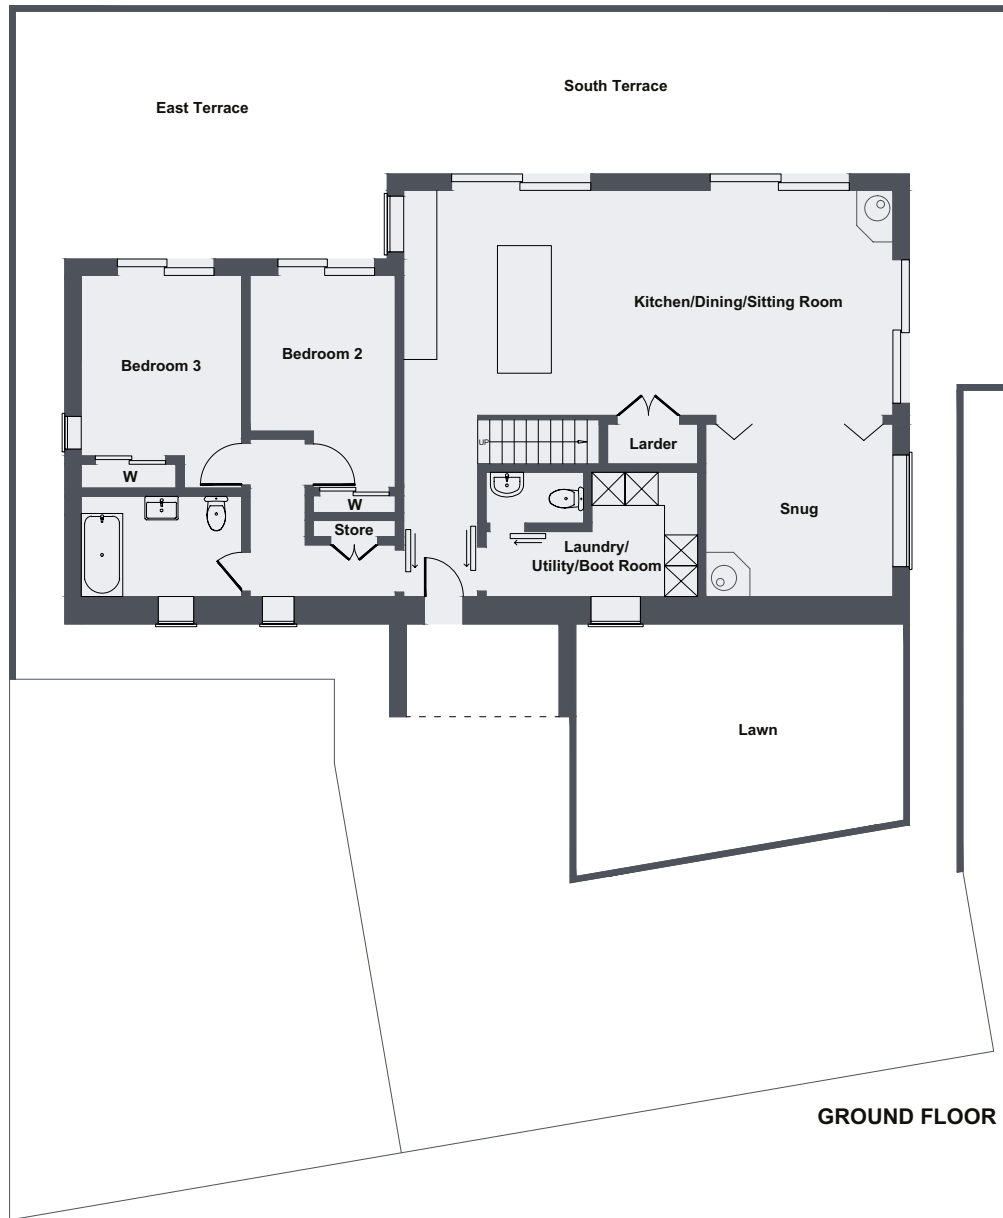 South Terrace
East Terrace
Kitchen/Dining/Sitting Room
Bedroom 3
Bedroom 2
UP
Larder
W
W
Snug
Store
Laundry/
Utility/Boot Room
Lawn
GROUND FLOOR